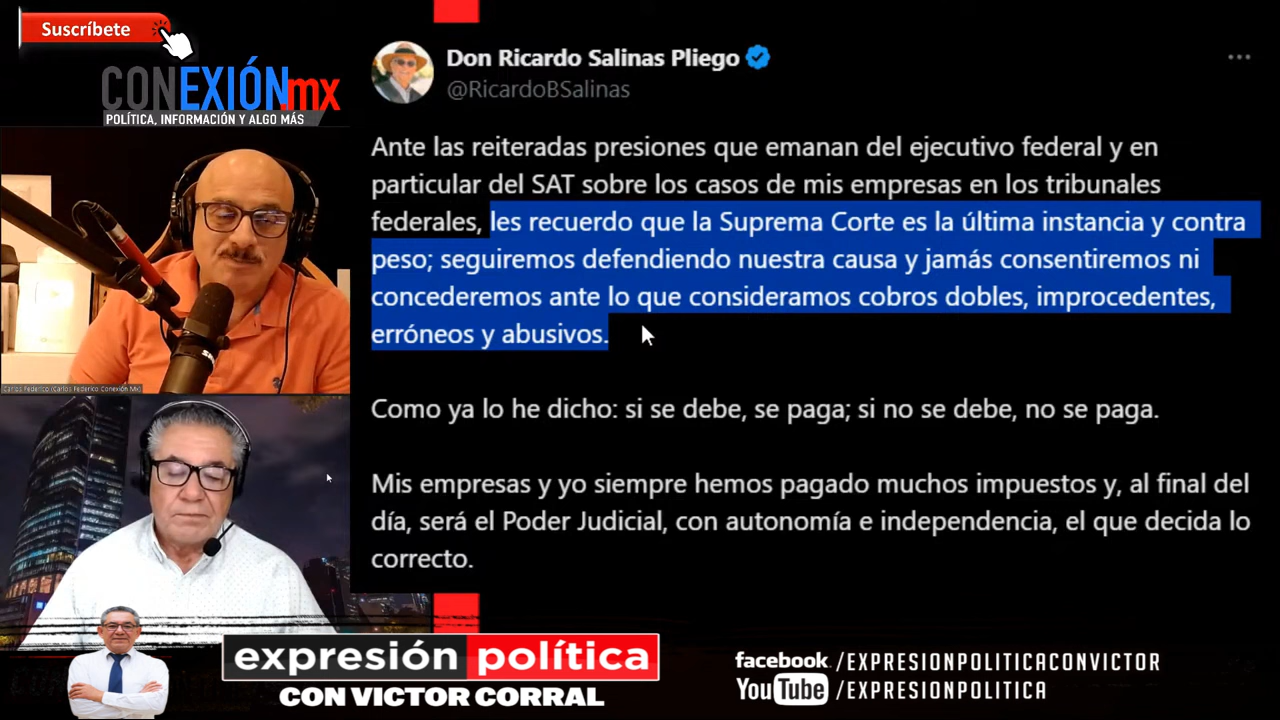 Suscríbete
CONEXIÓN.mx
POLÍTICA, INFORMACIÓN Y ALGO MÁS
Don Ricardo Salinas Pliego
@RicardoBSalinas
Ante las reiteradas presiones que emanan del ejecutivo federal y en
particular del SAT sobre los casos de mis empresas en los tribunales
federales, les recuerdo que la Suprema Corte es la última instancia y contra
peso; seguiremos defendiendo nuestra causa y jamás consentiremos ni
concederemos ante lo que consideramos cobros dobles, improcedentes,
erróneos y abusivos.
Como ya lo he dicho: si se debe, se paga; si no se debe, no se paga.
Mis empresas y yo siempre hemos pagado muchos impuestos y, al final del
día, será el Poder Judicial, con autonomía e independencia, el que decida lo
correcto.
Carlos Federico (Carlos Federico Conexión Mx)
expresión política
CON VICTOR CORRAL
facebook /EXPRESIONPOLITICACONVICTOR
YouTube /EXPRESIONPOLITICA